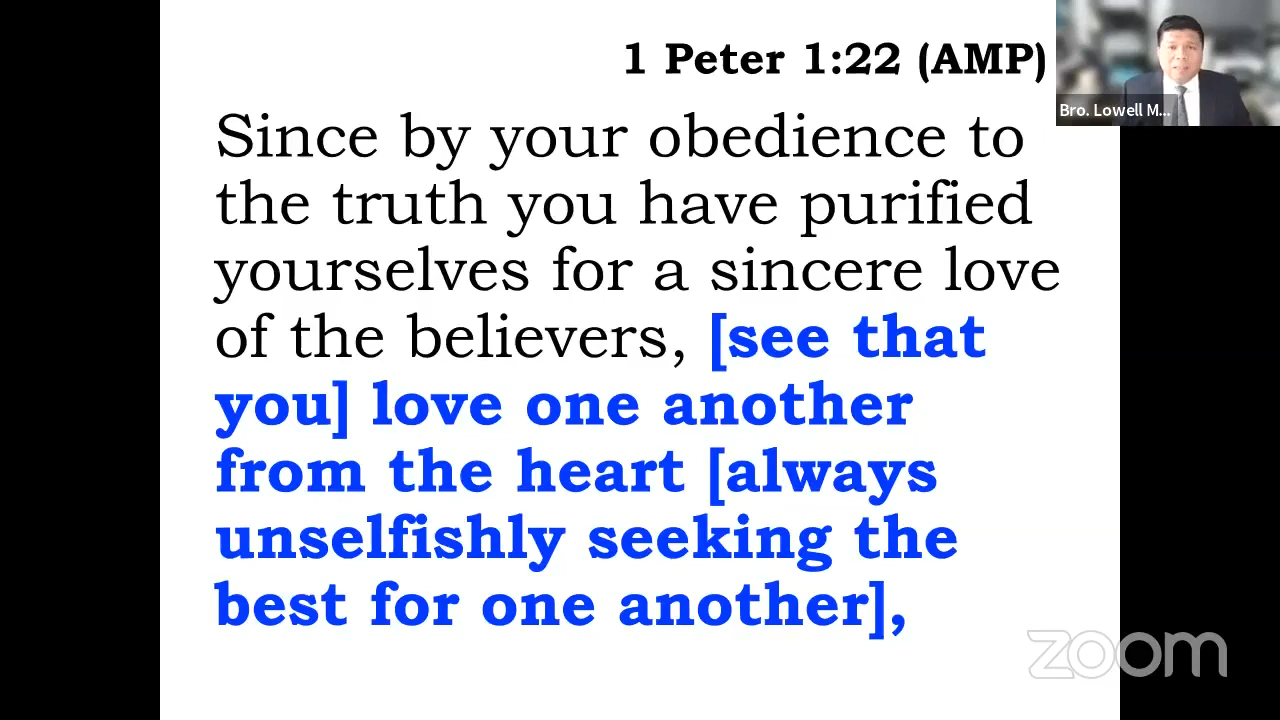 1 Peter 1:22 (AMP)
Bro. Lowell M...
Since by your obedience to
the truth you have purified
yourselves for a sincere love
of the believers, [see that
you] love one another
from the heart [always
unselfishly seeking the
best for one another],
zoom